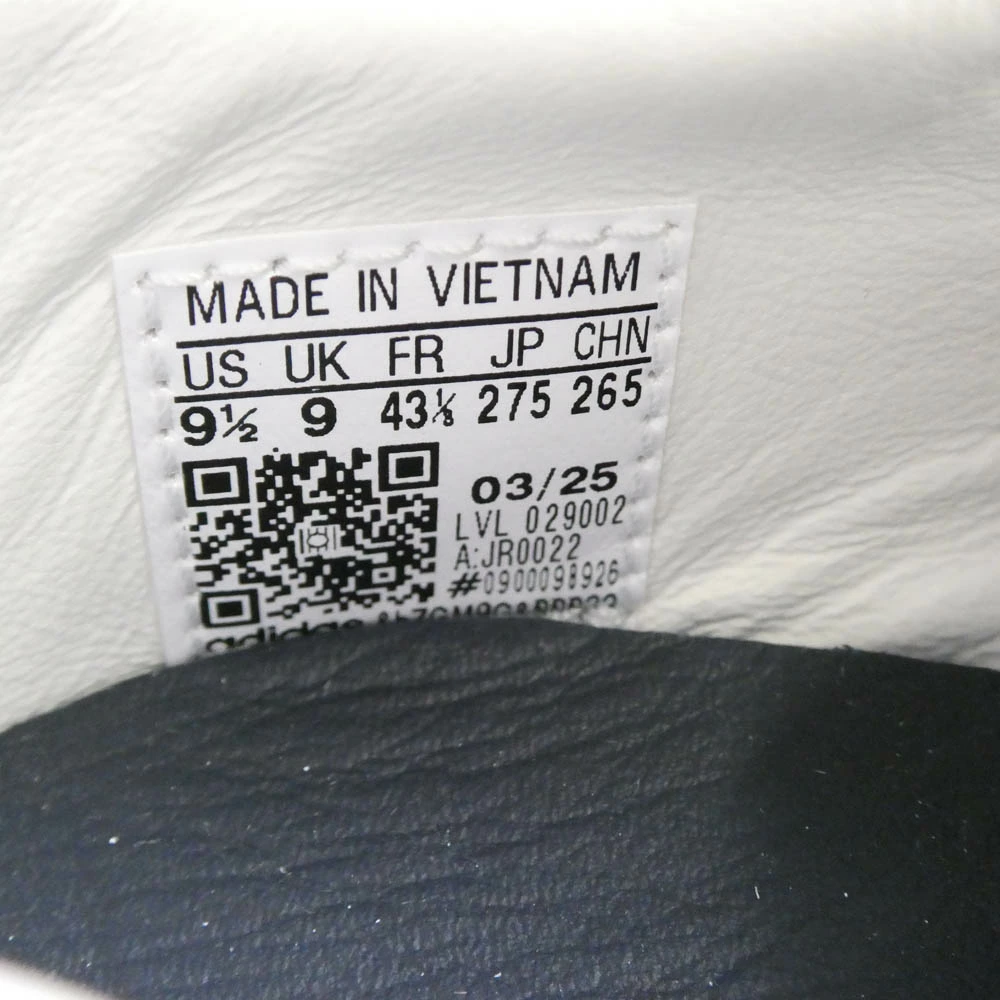 MADE IN VIETNAM
US UK FR JP CHN
9½ 9 43⅓ 275 265
03/25
LVL 029002
A:JR0022
#0900098926
adidas